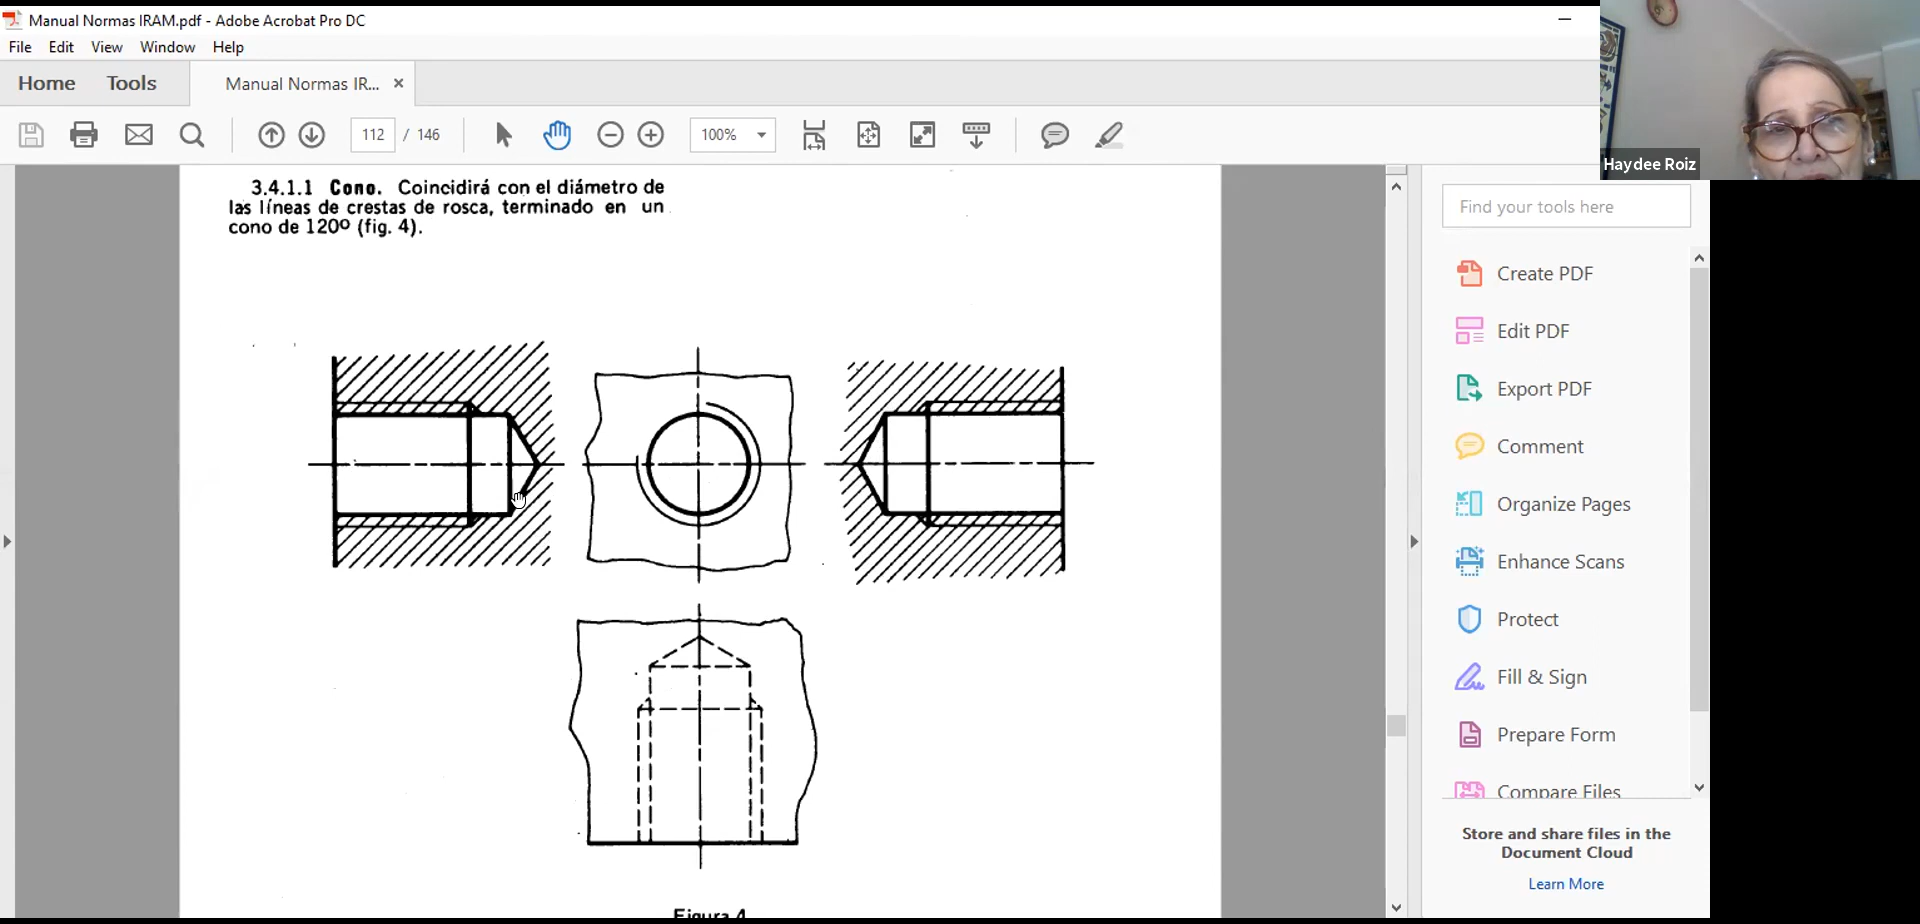 Manual Normas IRAM.pdf - Adobe Acrobat Pro DC
File Edit View Window Help
Home Tools Manual Normas IR... ×
112 / 146 100%
Haydee Roiz
3.4.1.1 Cono. Coincidirá con el diámetro de
las líneas de crestas de rosca, terminado en un
cono de 120º (fig. 4).
Figura 4
Find your tools here
Create PDF
Edit PDF
Export PDF
Comment
Organize Pages
Enhance Scans
Protect
Fill & Sign
Prepare Form
Compare Files
Store and share files in the
Document Cloud
Learn More